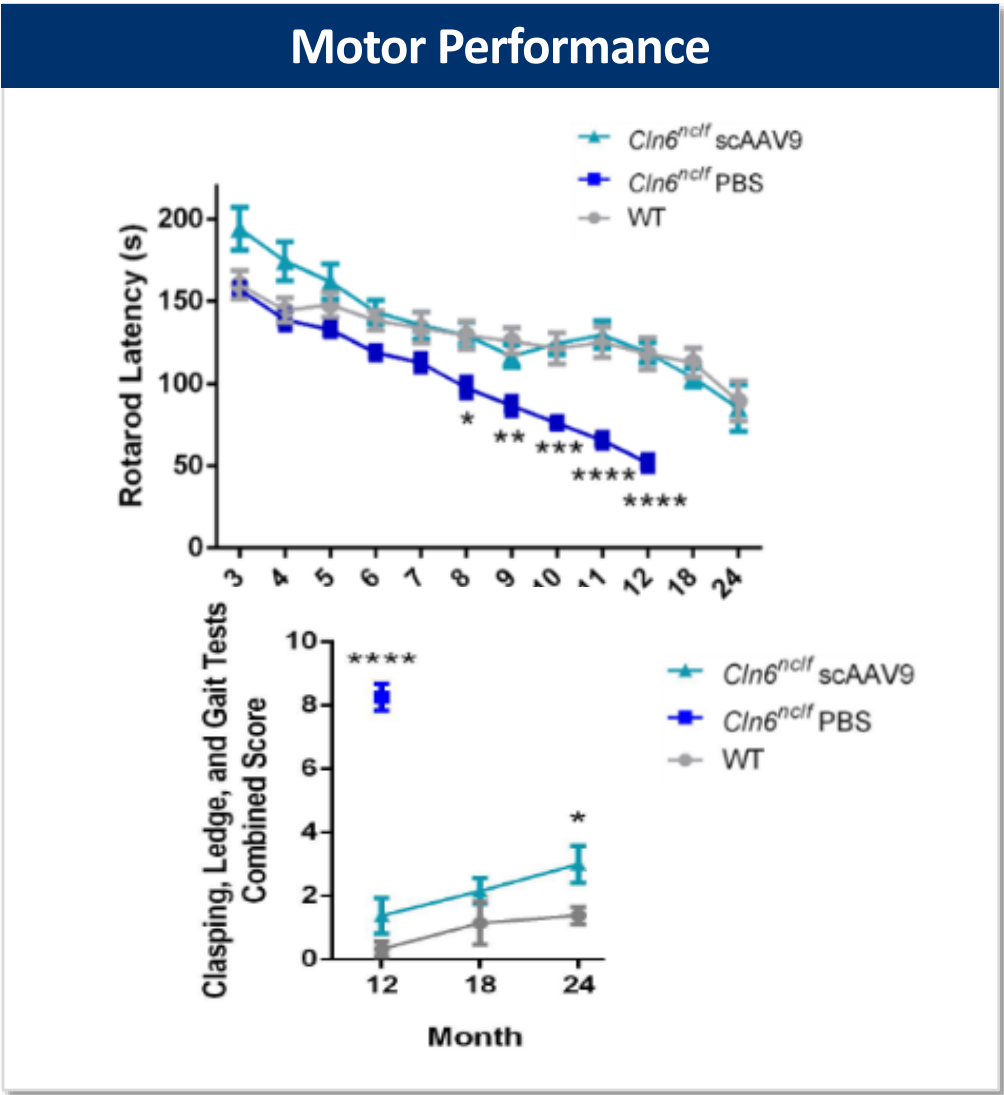 Motor Performance
Cln6nclf scAAV9
Cln6nclf PBS
WT
Rotarod Latency (s)
200
150
100
50
0
*
**
***
****
****
3 4 5 6 7 8 9 10 11 12 18 24
Clasping, Ledge, and Gait Tests
Combined Score
10
8
6
4
2
0
****
*
Cln6nclf scAAV9
Cln6nclf PBS
WT
12 18 24
Month